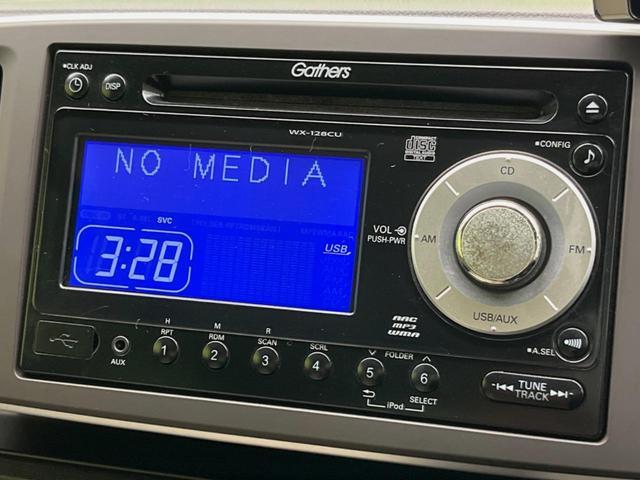 CLK ADJ
DISP
Gathers
WX-128CU
COMPACT
disc
DIGITAL AUDIO
TEXT
CONFIG
NO MEDIA
SVC
USB
3:28
VOL
PUSH-PWR
CD
AM
FM
USB/AUX
AAC
MP3
WMA
A.SEL
AUX
H
RPT
1
M
RDM
2
R
SCAN
3
SCRL
4
FOLDER
5
6
iPod
SELECT
TUNE
TRACK